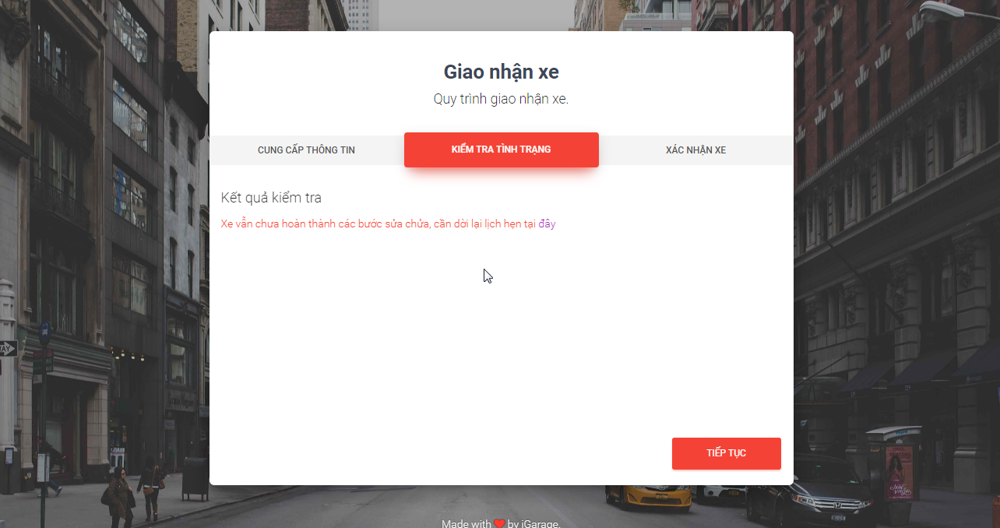 Giao nhận xe
Quy trình giao nhận xe.
CUNG CẤP THÔNG TIN
KIỂM TRA TÌNH TRẠNG
XÁC NHẬN XE
Kết quả kiểm tra
Xe vẫn chưa hoàn thành các bước sửa chửa, cần dời lại lịch hẹn tại đây
TIẾP TỤC
Made with ❤ by iGarage.